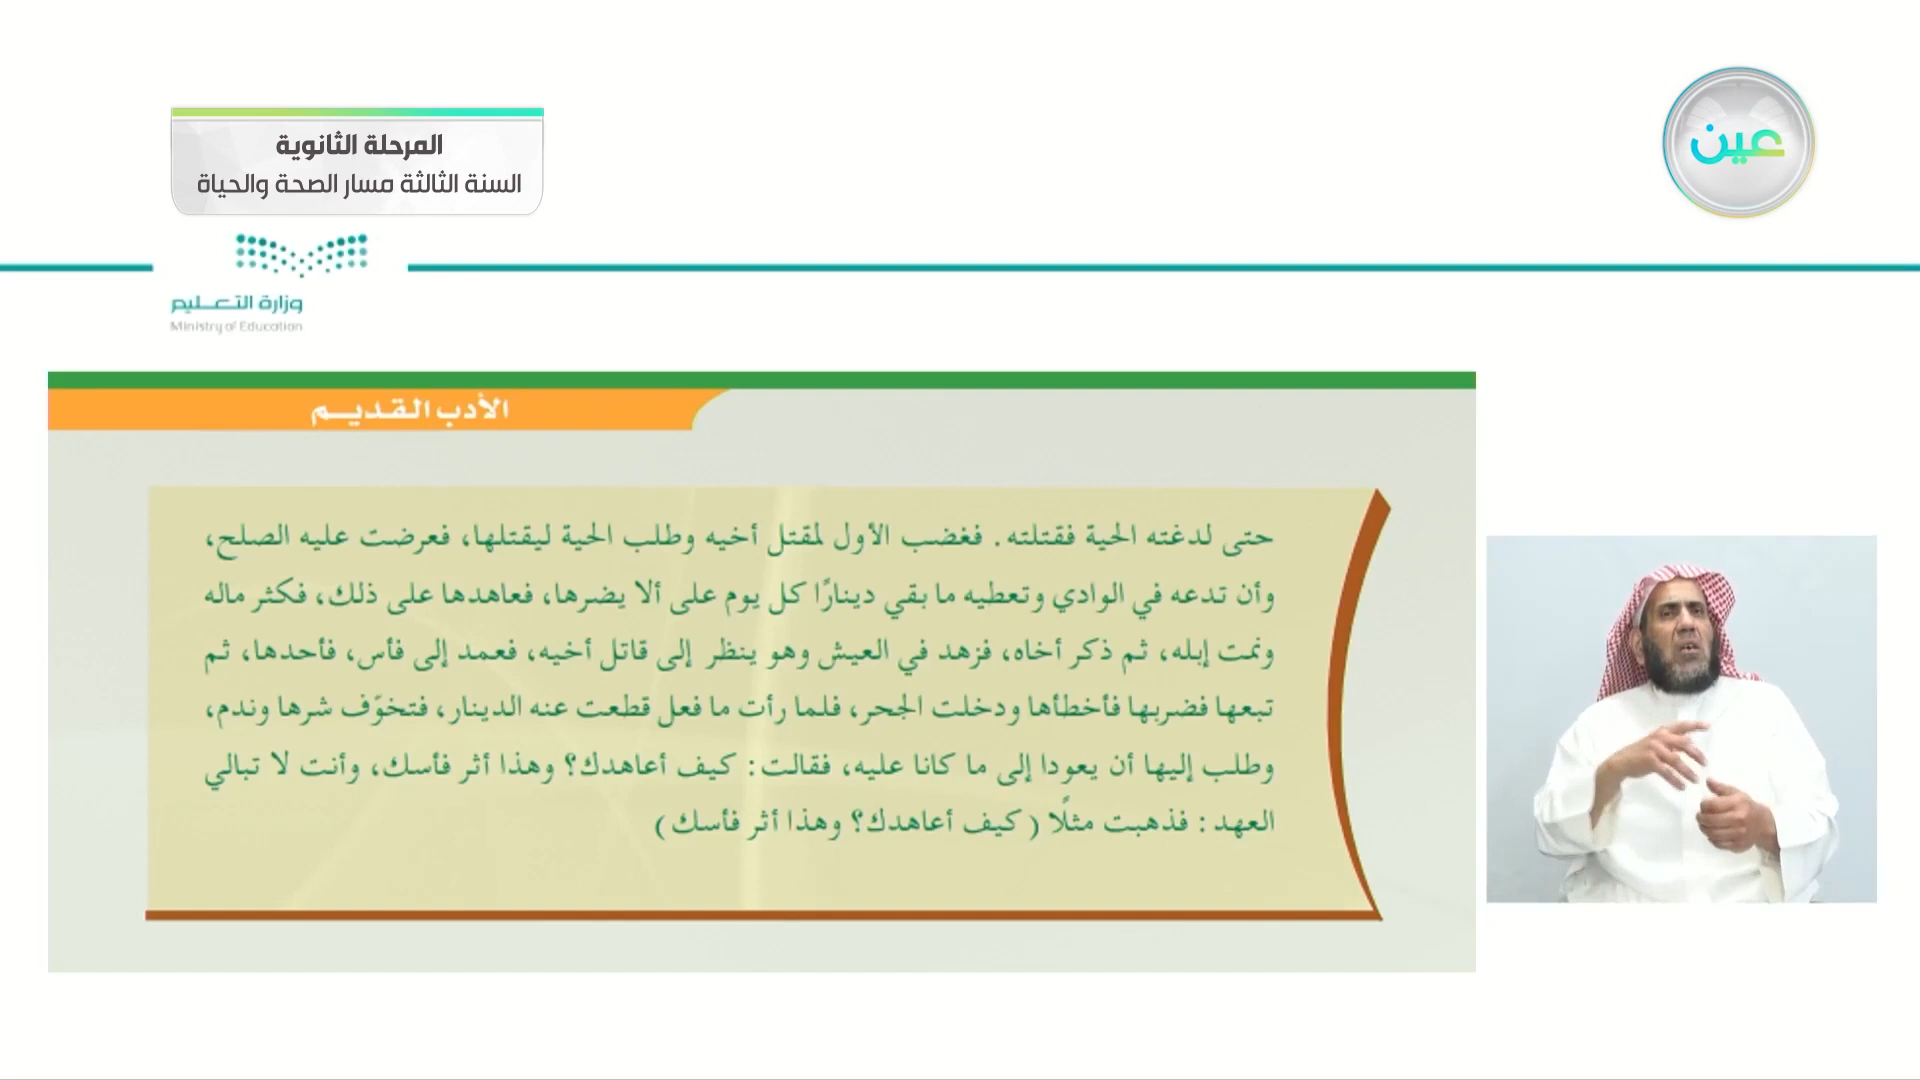 المرحلة الثانوية
السنة الثالثة مسار الصحة والحياة
عين
وزارة التعليم
Ministry of Education
الأدب القديم
حتى لدغته الحية فقتلته. فغضب الأول لمقتل أخيه وطلب الحية ليقتلها، فعرضت عليه الصلح،
وأن تدعه في الوادي وتعطيه ما بقي دينارًا كل يوم على ألا يضرها، فعاهدها على ذلك، فكثر ماله
ونمت إبله، ثم ذكر أخاه، فزهد في العيش وهو ينظر إلى قاتل أخيه، فعمد إلى فأس، فأحدها، ثم
تبعها فضربها فأخطأها ودخلت الجحر، فلما رأت ما فعل قطعت عنه الدينار، فتخوّف شرها وندم،
وطلب إليها أن يعودا إلى ما كانا عليه، فقالت: كيف أعاهدك؟ وهذا أثر فأسك، وأنت لا تبالي
العهد: فذهبت مثلًا (كيف أعاهدك؟ وهذا أثر فأسك)